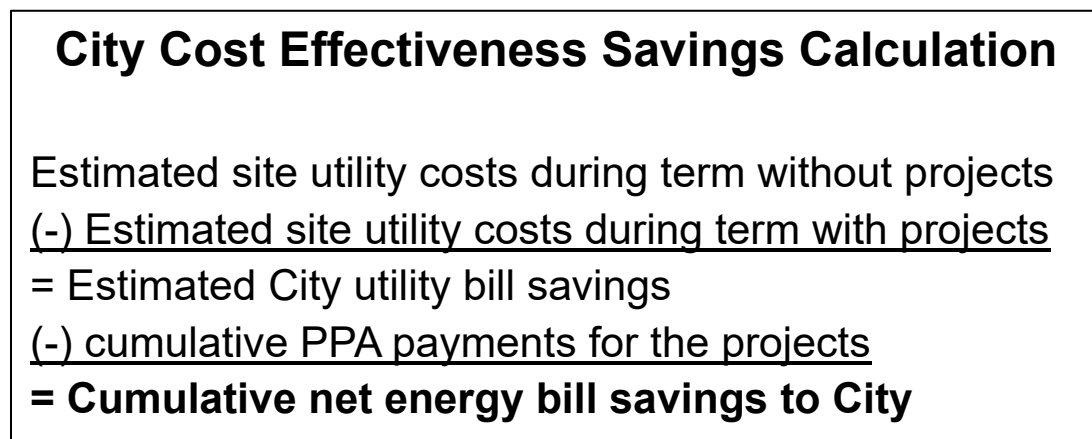 City Cost Effectiveness Savings Calculation
Estimated site utility costs during term without projects
(-) Estimated site utility costs during term with projects
= Estimated City utility bill savings
(-) cumulative PPA payments for the projects
= Cumulative net energy bill savings to City